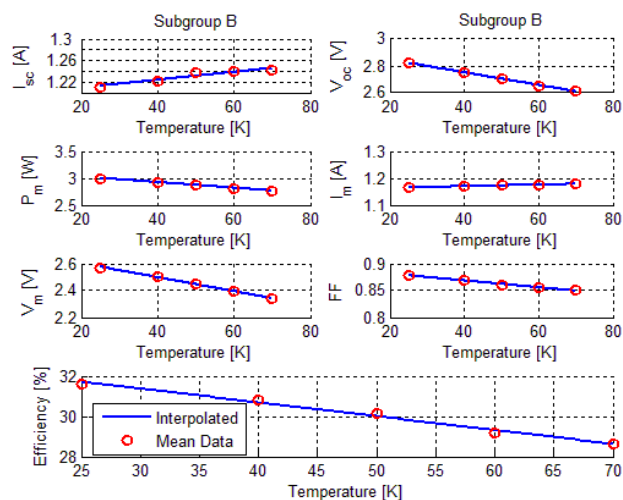 Subgroup B
Subgroup B
1.3
1.26
1.22
I_sc [A]
20 40 60 80
Temperature [K]
3
2.8
2.6
V_oc [V]
20 40 60 80
Temperature [K]
3.5
3
2.5
P_m [W]
20 40 60 80
Temperature [K]
1.3
1.2
1.1
I_m [A]
20 40 60 80
Temperature [K]
2.6
2.4
2.2
V_m [V]
20 40 60 80
Temperature [K]
0.9
0.85
0.8
FF
20 40 60 80
Temperature [K]
32
30
28
Efficiency [%]
Interpolated
Mean Data
25 30 35 40 45 50 55 60 65 70
Temperature [K]